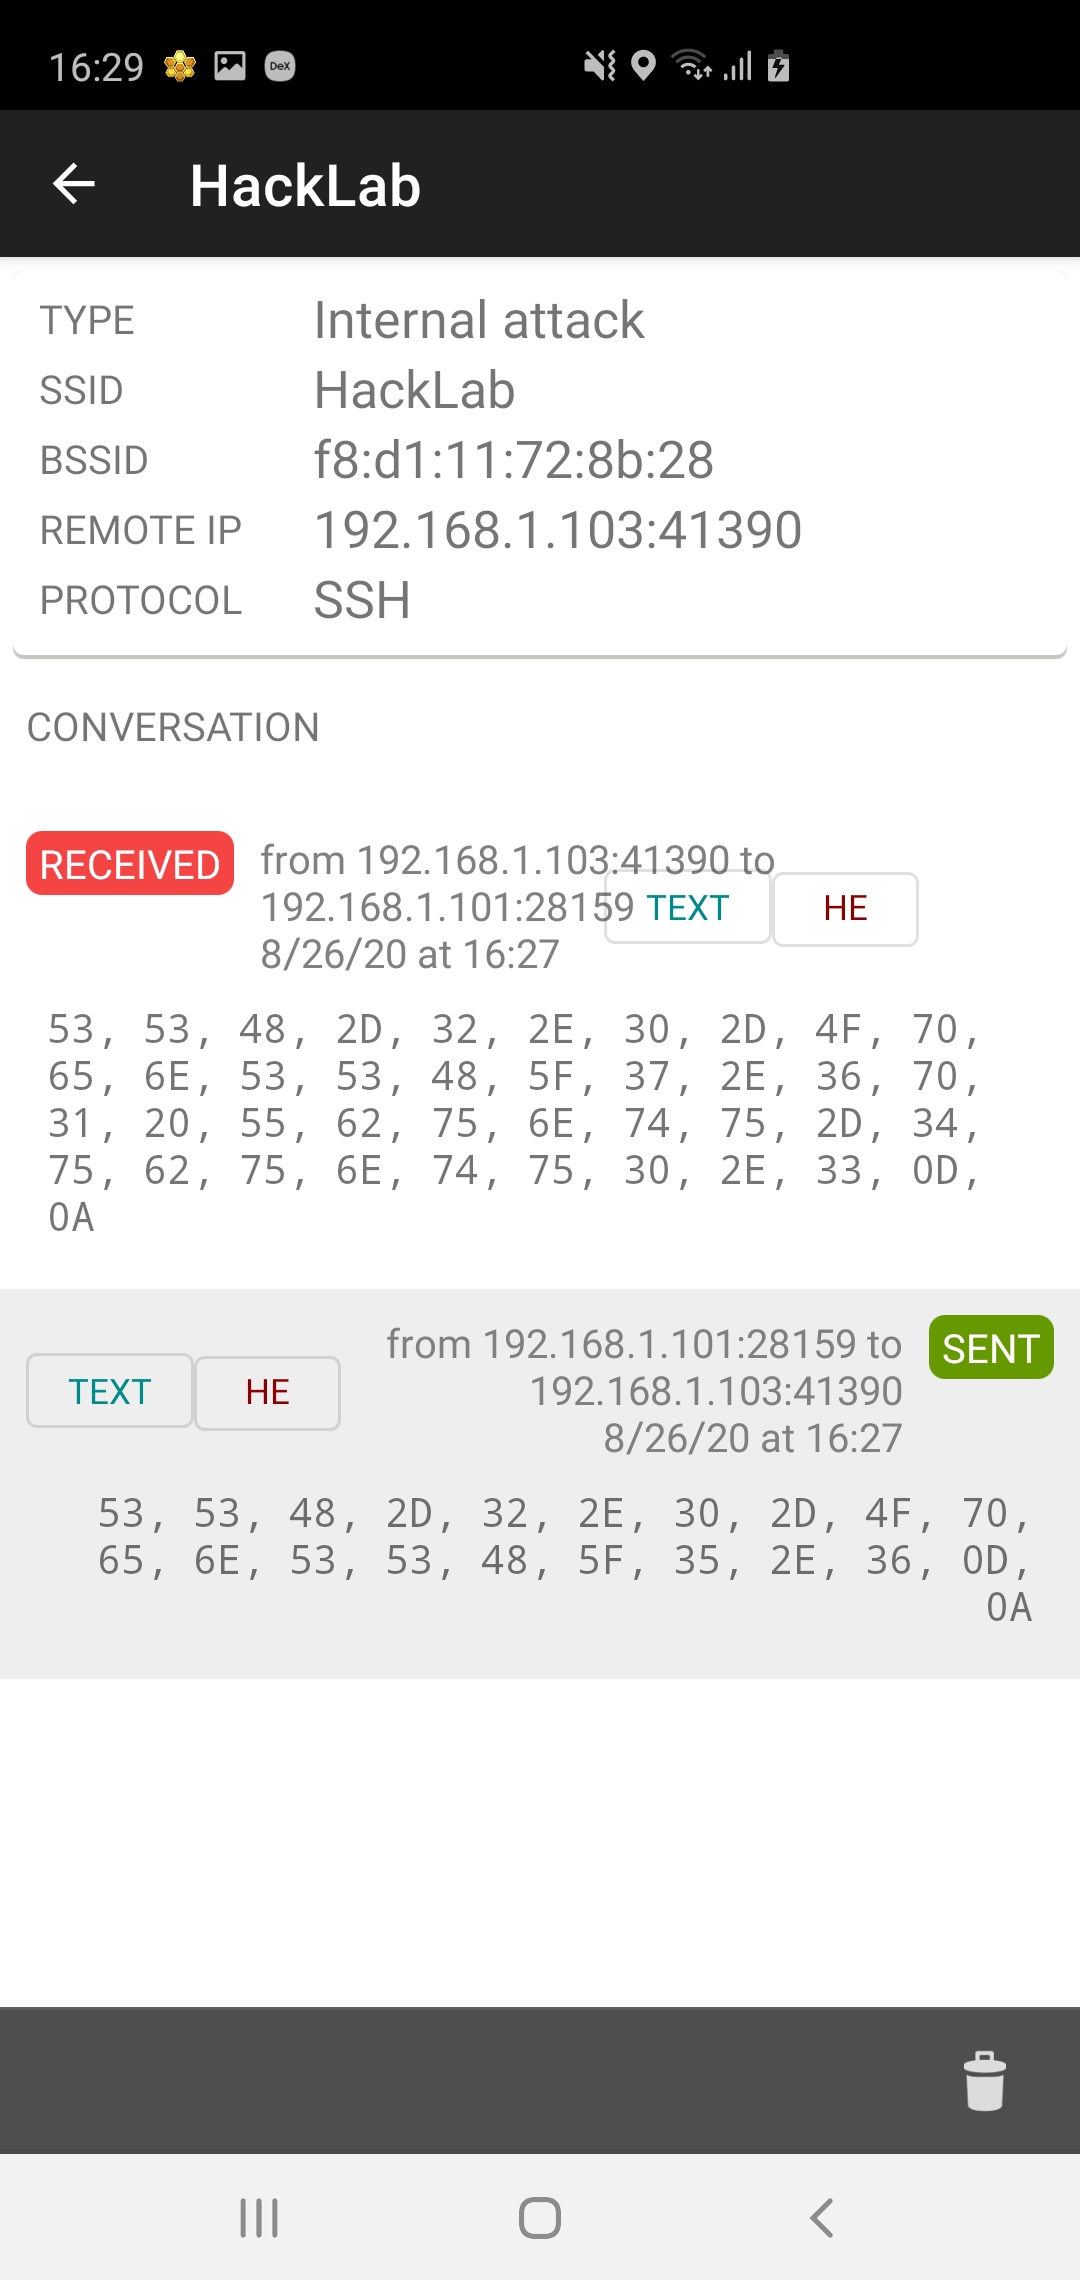 16:29 DeX
HackLab
TYPE Internal attack
SSID HackLab
BSSID f8:d1:11:72:8b:28
REMOTE IP 192.168.1.103:41390
PROTOCOL SSH
CONVERSATION
RECEIVED from 192.168.1.103:41390 to
192.168.1.101:28159 TEXT HE
8/26/20 at 16:27
53, 53, 48, 2D, 32, 2E, 30, 2D, 4F, 70,
65, 6E, 53, 53, 48, 5F, 37, 2E, 36, 70,
31, 20, 55, 62, 75, 6E, 74, 75, 2D, 34,
75, 62, 75, 6E, 74, 75, 30, 2E, 33, 0D,
0A
from 192.168.1.101:28159 to SENT
TEXT HE 192.168.1.103:41390
8/26/20 at 16:27
53, 53, 48, 2D, 32, 2E, 30, 2D, 4F, 70,
65, 6E, 53, 53, 48, 5F, 35, 2E, 36, 0D,
0A